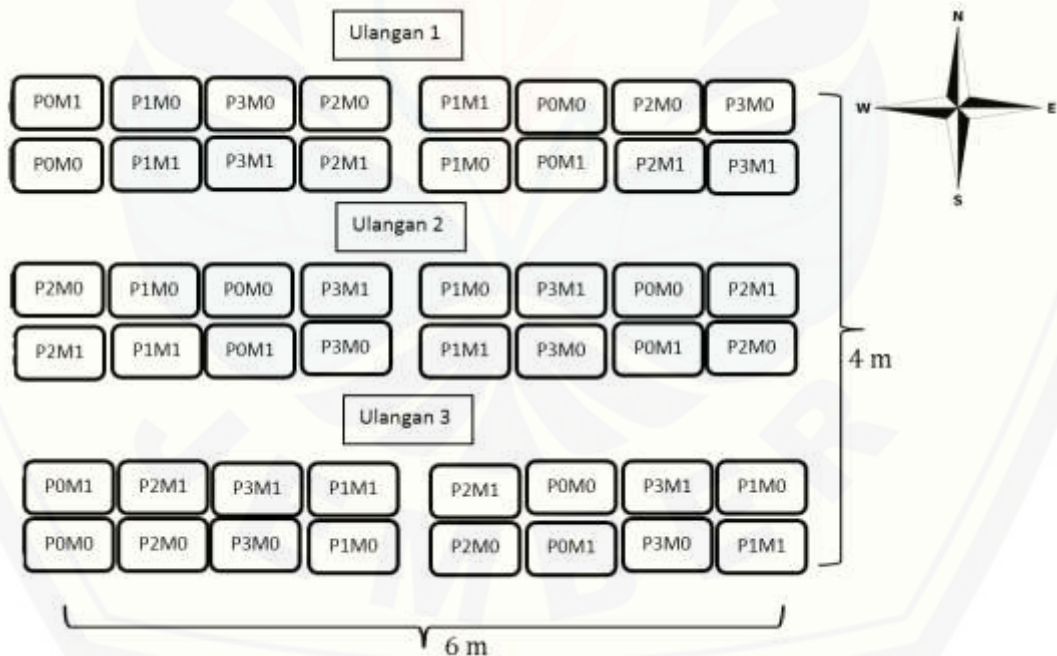 N
W E
S
Ulangan 1
P0M1 P1M0 P3M0 P2M0 P1M1 P0M0 P2M0 P3M0
P0M0 P1M1 P3M1 P2M1 P1M0 P0M1 P2M1 P3M1
Ulangan 2
P2M0 P1M0 P0M0 P3M1 P1M0 P3M1 P0M0 P2M1
P2M1 P1M1 P0M1 P3M0 P1M1 P3M0 P0M1 P2M0
4 m
Ulangan 3
P0M1 P2M1 P3M1 P1M1 P2M1 P0M0 P3M1 P1M0
P0M0 P2M0 P3M0 P1M0 P2M0 P0M1 P3M0 P1M1
6 m
JEMBER